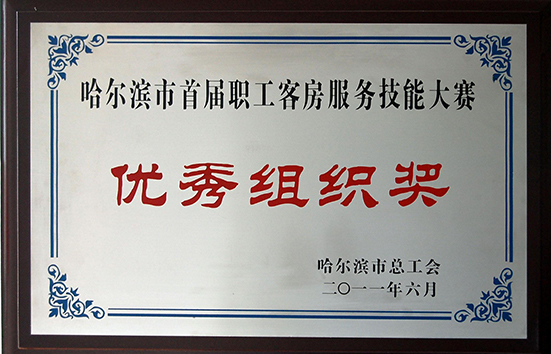 哈尔滨市首届职工客房服务技能大赛
优秀组织奖
哈尔滨市总工会
二〇一一年六月